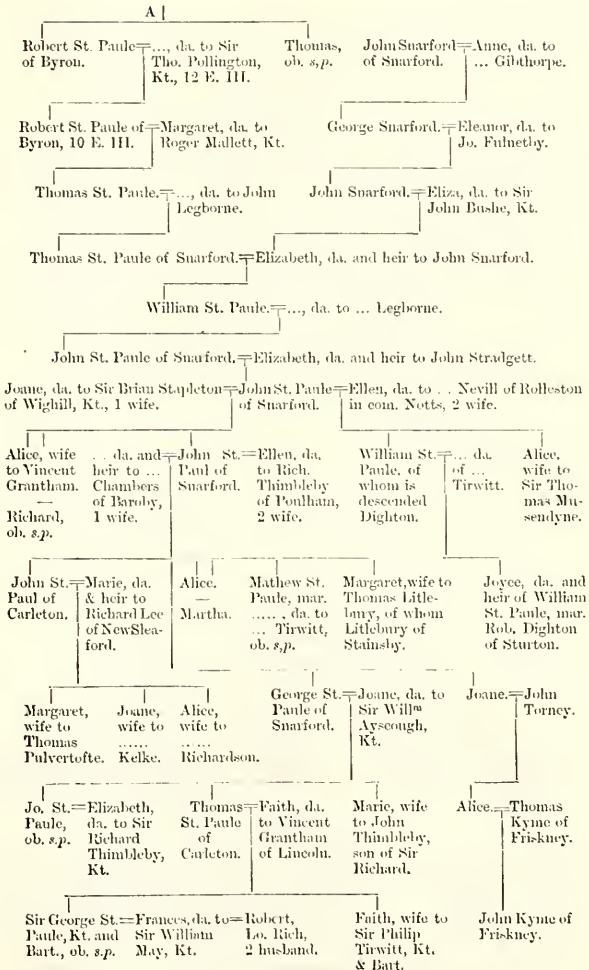 A
Robert St. Paule
of Byron.
..., da. to Sir
Tho. Pollington,
Kt., 12 E. III.
Thomas,
ob. s,p.
John Snarford
of Snarford.
Anne, da. to
... Gibthorpe.
Robert St. Paule of
Byron, 10 E. III.
Margaret, da. to
Roger Mallett, Kt.
George Snarford.
Eleanor, da. to
Jo. Fulnetby.
Thomas St. Paule.
..., da. to John
Legborne.
John Snarford.
Eliza, da. to Sir
John Bushe, Kt.
Thomas St. Paule of Snarford.
Elizabeth, da. and heir to John Snarford.
William St. Paule.
..., da. to ... Legborne.
John St. Paule of Snarford.
Elizabeth, da. and heir to John Stradgett.
Joane, da. to Sir Brian Stapleton
of Wighill, Kt., 1 wife.
John St. Paule
of Snarford.
Ellen, da. to . . Nevill of Rolleston
in com. Notts, 2 wife.
Alice, wife
to Vincent
Grantham.
—
Richard,
ob. s.p.
. . da. and
heir to ...
Chambers
of Baroby,
1 wife.
John St.
Paul of
Snarford.
Ellen, da.
to Rich.
Thimbleby
of Poulham,
2 wife.
William St.
Paule, of
whom is
descended
Dighton.
... da.
of ...
Tirwitt.
Alice,
wife to
Sir Tho-
mas Mu-
sendyne.
John St.
Paul of
Carleton.
Marie, da.
& heir to
Richard Lee
of New Slea-
ford.
Alice.
—
Martha.
Mathew St.
Paule, mar.
....., da. to
... Tirwitt,
ob. s,p.
Margaret, wife to
Thomas Litle-
bury, of whom
Litlebury of
Stainsby.
Joyce, da. and
heir of William
St. Paule, mar.
Rob. Dighton
of Sturton.
Margaret,
wife to
Thomas
Pulvertofte.
Joane,
wife to
......
Kelke.
Alice,
wife to
......
Richardson.
George St.
Paule of
Snarford.
Joane, da. to
Sir Willm
Ayscough,
Kt.
Joane.
John
Torney.
Jo. St.
Paule,
ob. s.p.
Elizabeth,
da. to Sir
Richard
Thimbleby,
Kt.
Thomas
St. Paule
of
Carleton.
Faith, da.
to Vincent
Grantham
of Lincoln.
Marie, wife
to John
Thimbleby,
son of Sir
Richard.
Alice.
Thomas
Kyme of
Friskney.
Sir George St.
Paule, Kt. and
Bart., ob. s.p.
Frances, da. to
Sir William
May, Kt.
Robert,
Lo. Rich,
2 husband.
Faith, wife to
Sir Philip
Tirwitt, Kt.
& Bart.
John Kyme of
Friskney.